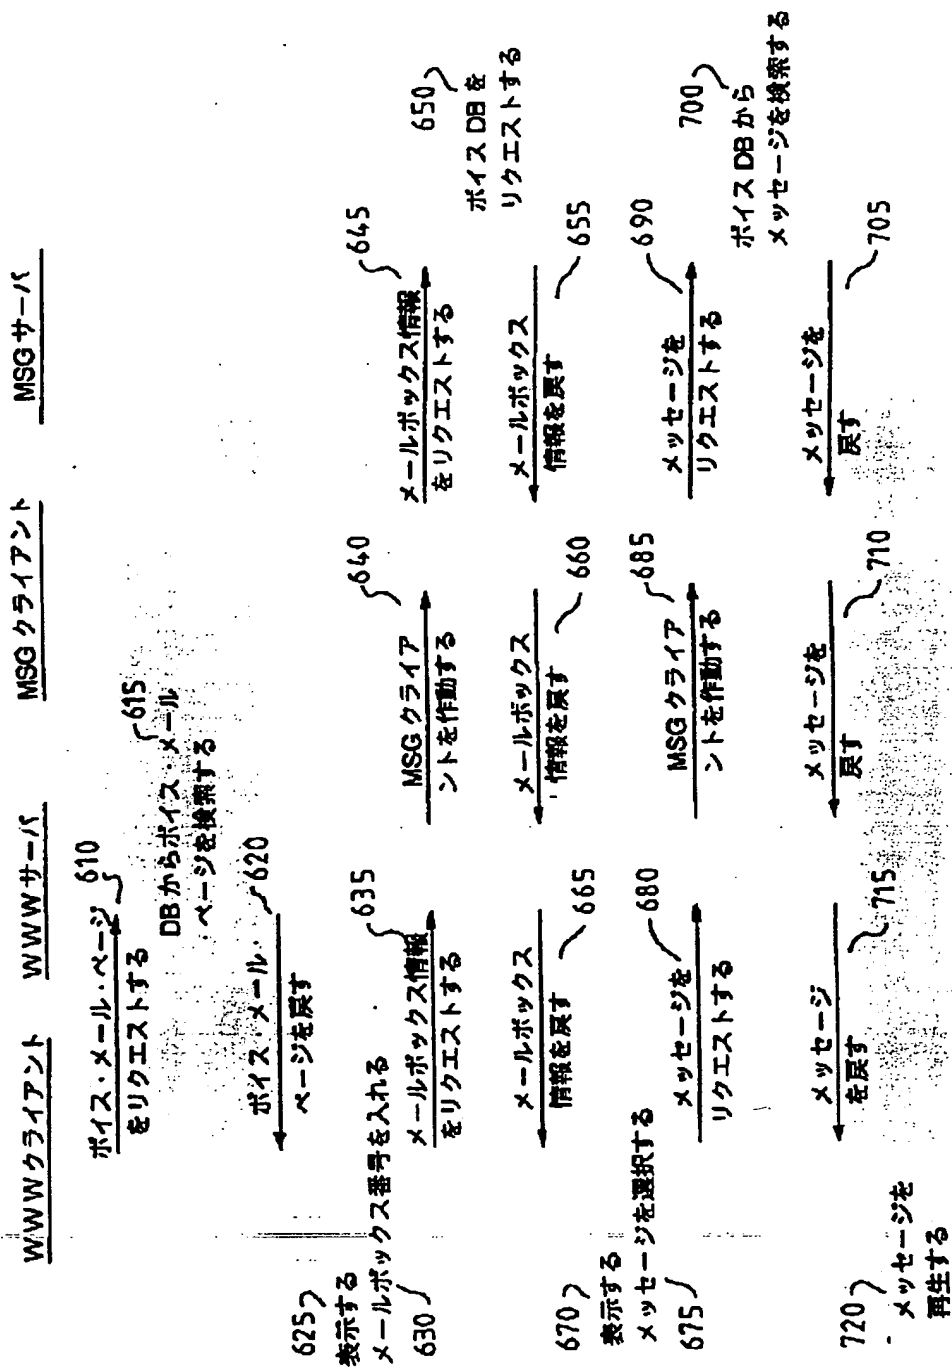 WWWクライアント
WWWサーバ
MSGクライアント
MSGサーバ
ボイス・メール・ページ
をリクエストする
610
DBからボイス・メール
・ページを検索する
615
ボイス・メール・
ページを戻す
620
625
表示する
メールボックス番号を入れる
630
メールボックス情報
をリクエストする
635
MSGクライア
ントを作動する
640
メールボックス情報
をリクエストする
645
650
ボイスDBを
リクエストする
メールボックス
情報を戻す
655
メールボックス
情報を戻す
660
メールボックス
情報を戻す
665
670
表示する
メッセージを選択する
675
メッセージを
リクエストする
680
MSGクライア
ントを作動する
685
メッセージを
リクエストする
690
700
ボイスDBから
メッセージを検索する
メッセージを
戻す
705
メッセージを
戻す
710
メッセージ
を戻す
715
720
メッセージを
再生する